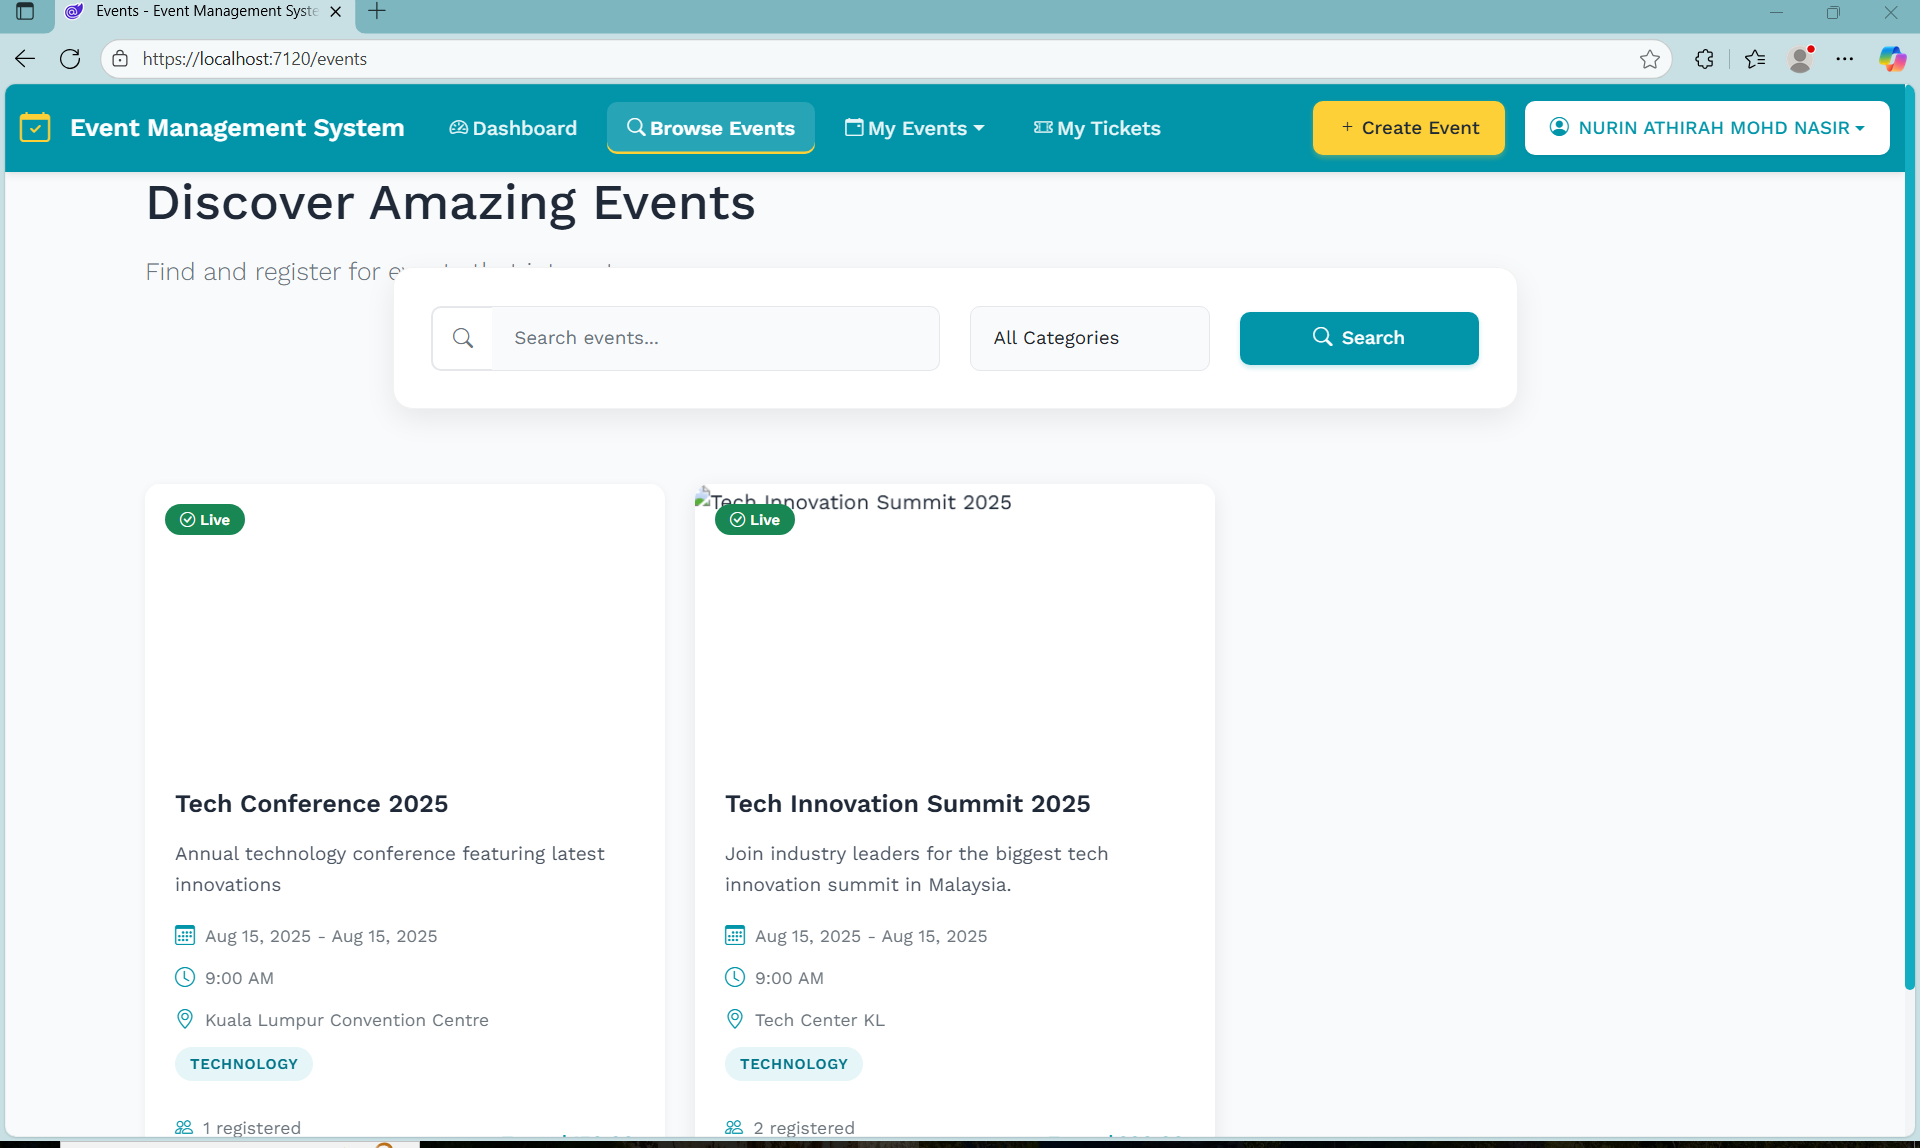 Events - Event Management Syste
https://localhost:7120/events
Event Management System
Dashboard
Browse Events
My Events
My Tickets
+ Create Event
NURIN ATHIRAH MOHD NASIR
Discover Amazing Events
Find and register for
Search events...
All Categories
Search
Live
Tech Innovation Summit 2025
Live
Tech Conference 2025
Annual technology conference featuring latest
innovations
Aug 15, 2025 - Aug 15, 2025
9:00 AM
Kuala Lumpur Convention Centre
TECHNOLOGY
1 registered
Tech Innovation Summit 2025
Join industry leaders for the biggest tech
innovation summit in Malaysia.
Aug 15, 2025 - Aug 15, 2025
9:00 AM
Tech Center KL
TECHNOLOGY
2 registered